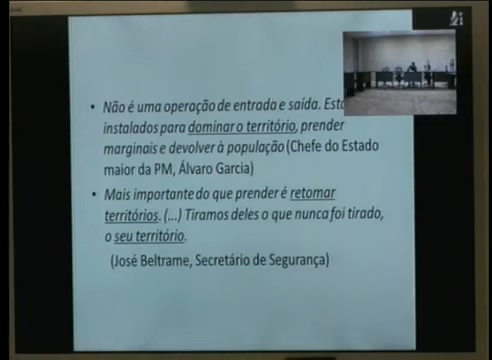 • Não é uma operação de entrada e saída. Esta
instalados para dominar o território, prender
marginais e devolver à população (Chefe do Estado
maior da PM, Álvaro Garcia)
• Mais importante do que prender é retomar
territórios. (...) Tiramos deles o que nunca foi tirado,
o seu território.
(José Beltrame, Secretário de Segurança)